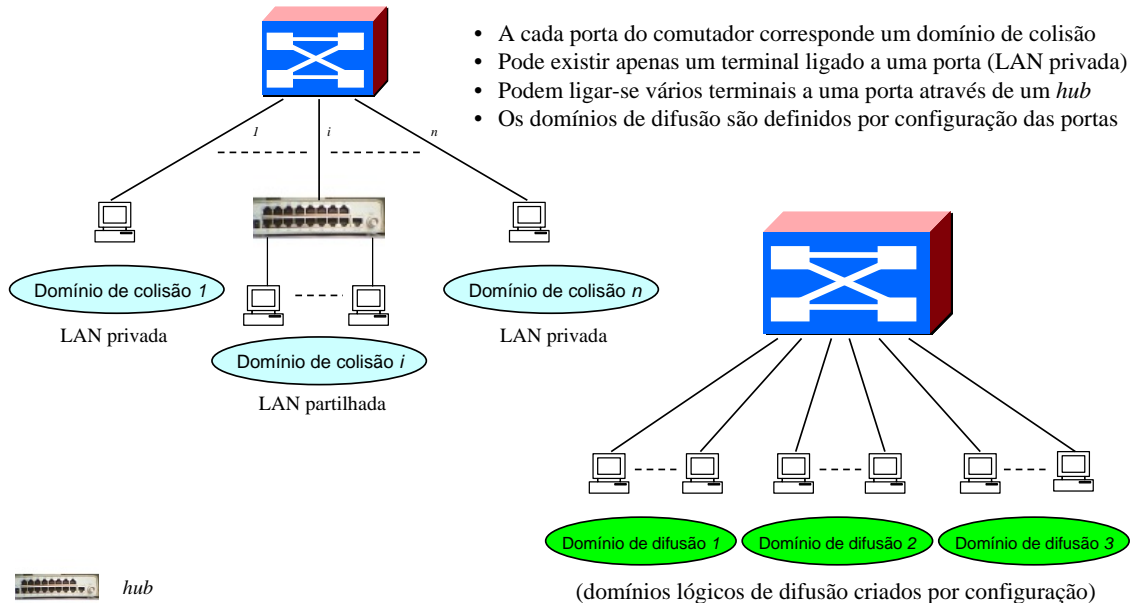 • A cada porta do comutador corresponde um domínio de colisão
• Pode existir apenas um terminal ligado a uma porta (LAN privada)
• Podem ligar-se vários terminais a uma porta através de um hub
• Os domínios de difusão são definidos por configuração das portas
1
i
n
Domínio de colisão 1
LAN privada
Domínio de colisão i
LAN partilhada
Domínio de colisão n
LAN privada
Domínio de difusão 1
Domínio de difusão 2
Domínio de difusão 3
(domínios lógicos de difusão criados por configuração)
hub